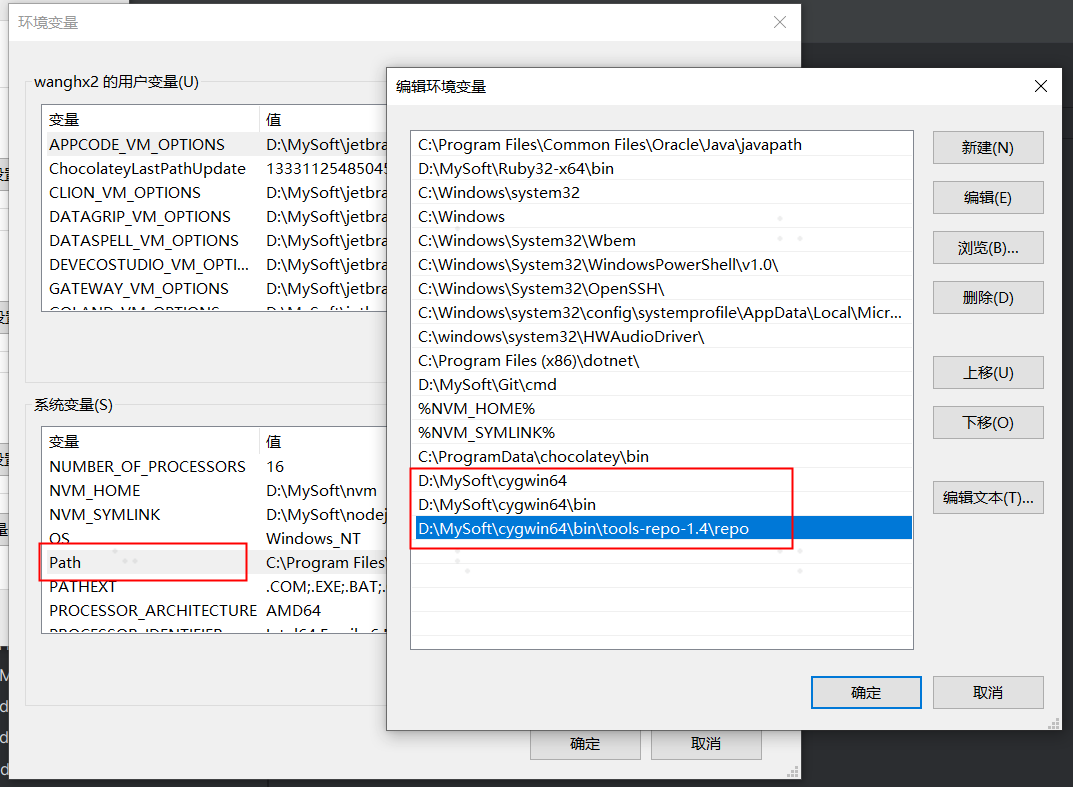 环境变量
wanghx2 的用户变量(U)
变量 值
APPCODE_VM_OPTIONS D:\MySoft\jetbra
ChocolateyLastPathUpdate 13331125485045
CLION_VM_OPTIONS D:\MySoft\jetbra
DATAGRIP_VM_OPTIONS D:\MySoft\jetbra
DATASPELL_VM_OPTIONS D:\MySoft\jetbra
DEVECOSTUDIO_VM_OPTI... D:\MySoft\jetbra
GATEWAY_VM_OPTIONS D:\MySoft\jetbra
GOLAND_VM_OPTIONS D:\MySoft\jetbra
系统变量(S)
变量 值
NUMBER_OF_PROCESSORS 16
NVM_HOME D:\MySoft\nvm
NVM_SYMLINK D:\MySoft\nodej
OS Windows_NT
Path C:\Program Files\
PATHEXT .COM;.EXE;.BAT;.
PROCESSOR_ARCHITECTURE AMD64
PROCESSOR_IDENTIFIER
确定
取消
编辑环境变量
C:\Program Files\Common Files\Oracle\Java\javapath
D:\MySoft\Ruby32-x64\bin
C:\Windows\system32
C:\Windows
C:\Windows\System32\Wbem
C:\Windows\System32\WindowsPowerShell\v1.0\
C:\Windows\System32\OpenSSH\
C:\Windows\system32\config\systemprofile\AppData\Local\Micr...
C:\windows\system32\HWAudioDriver\
C:\Program Files (x86)\dotnet\
D:\MySoft\Git\cmd
%NVM_HOME%
%NVM_SYMLINK%
C:\ProgramData\chocolatey\bin
D:\MySoft\cygwin64
D:\MySoft\cygwin64\bin
D:\MySoft\cygwin64\bin\tools-repo-1.4\repo
新建(N)
编辑(E)
浏览(B)...
删除(D)
上移(U)
下移(O)
编辑文本(T)...
确定
取消